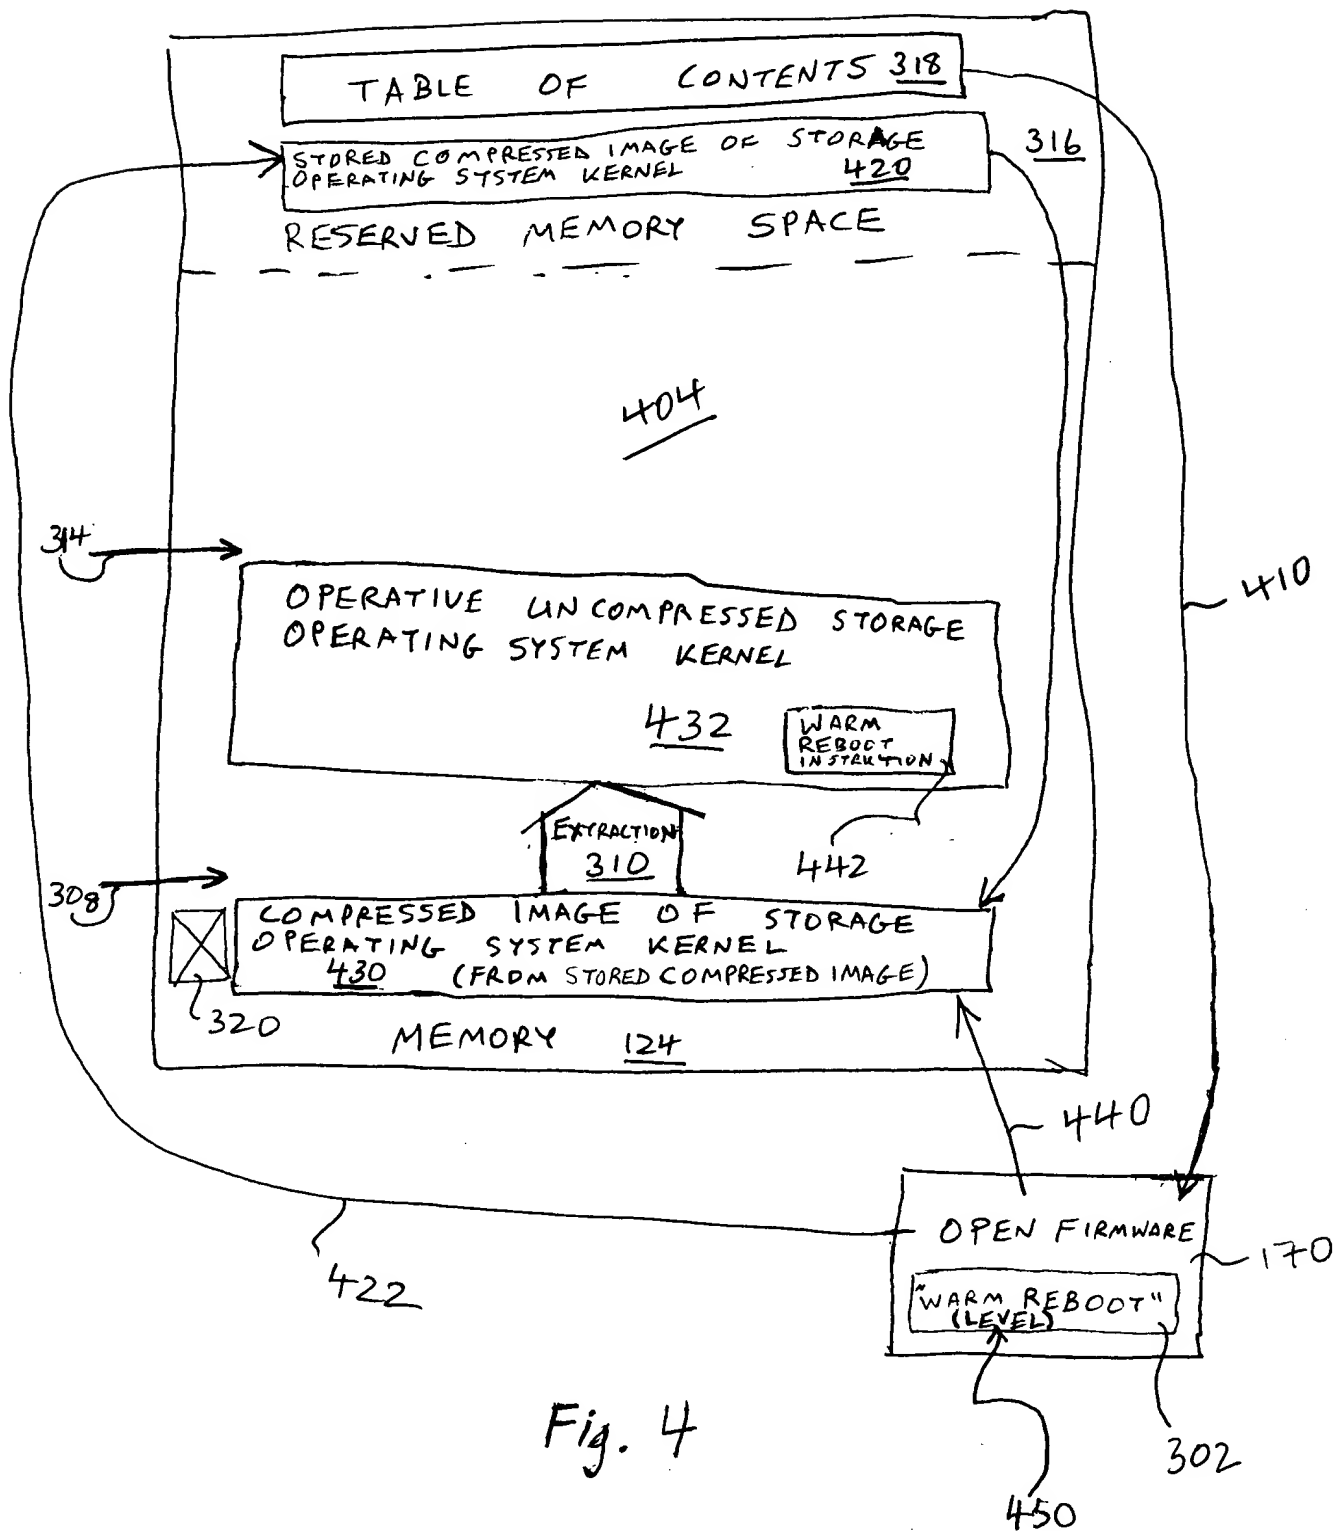 TABLE OF CONTENTS 318
STORED COMPRESSED IMAGE OF STORAGE
OPERATING SYSTEM KERNEL 420
316
RESERVED MEMORY SPACE
404
314
410
OPERATIVE UNCOMPRESSED STORAGE
OPERATING SYSTEM KERNEL
432
WARM
REBOOT
INSTRUCTION
EXTRACTION
310
442
308
COMPRESSED IMAGE OF STORAGE
OPERATING SYSTEM KERNEL
430 (FROM STORED COMPRESSED IMAGE)
320
MEMORY 124
440
OPEN FIRMWARE
170
"WARM REBOOT"
(LEVEL)
422
302
450
Fig. 4